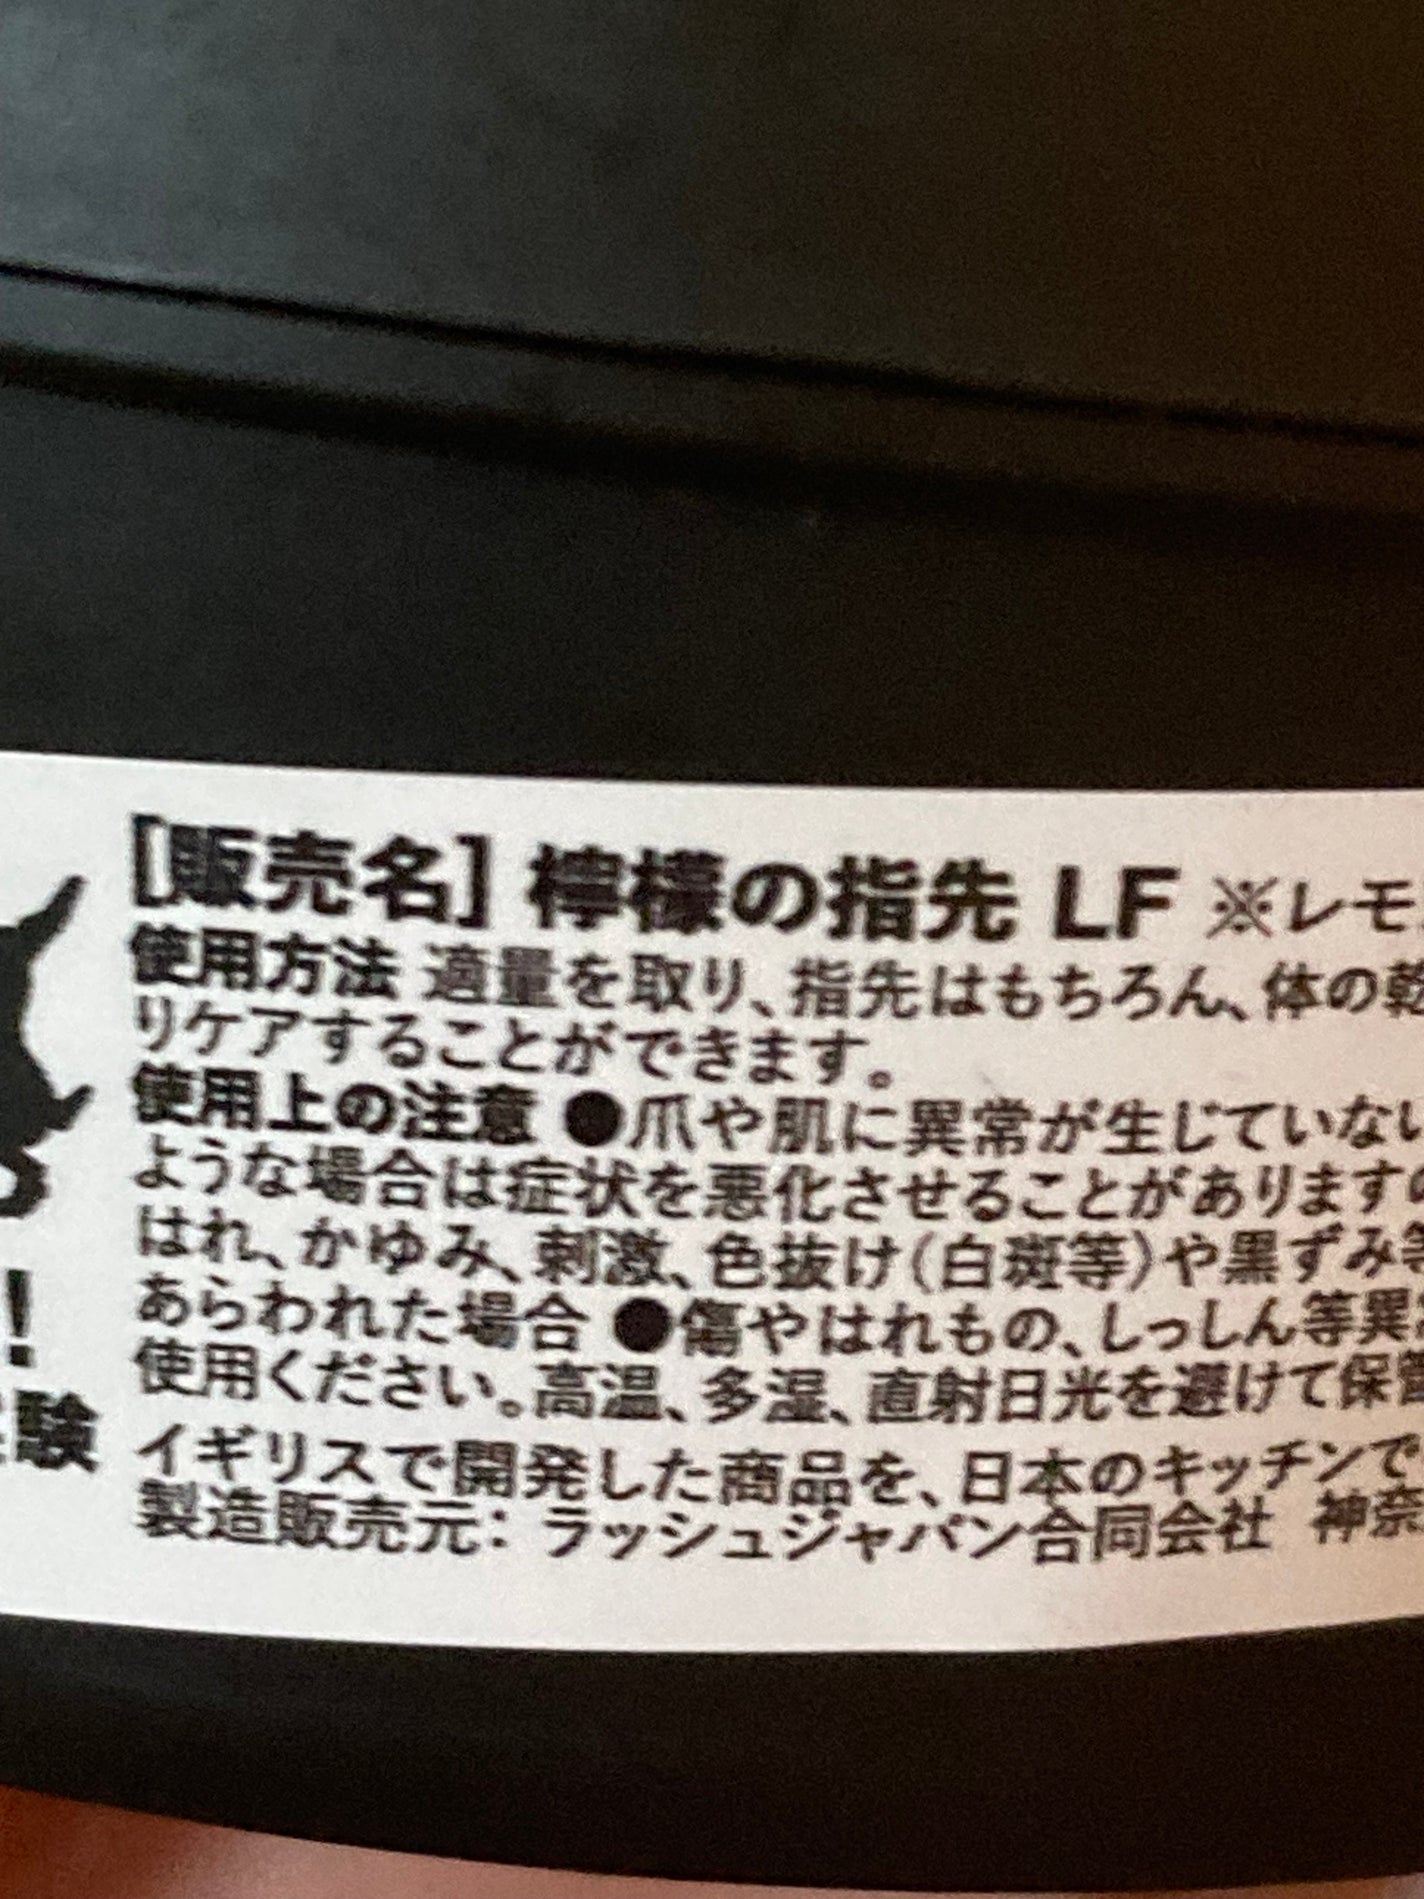 [販売名] 檸檬の指先 LF ※レモ
使用方法 適量を取り、指先はもちろん、体の乾
リケアすることができます。
使用上の注意 ●爪や肌に異常が生じていない
ような場合は症状を悪化させることがありますの
はれ、かゆみ、刺激、色抜け(白斑等)や黒ずみ等
あらわれた場合 ●傷やはれもの、しっしん等異
使用ください。高温、多湿、直射日光を避けて保管
イギリスで開発した商品を、日本のキッチンで
製造販売元: ラッシュジャパン合同会社 神奈
!
験